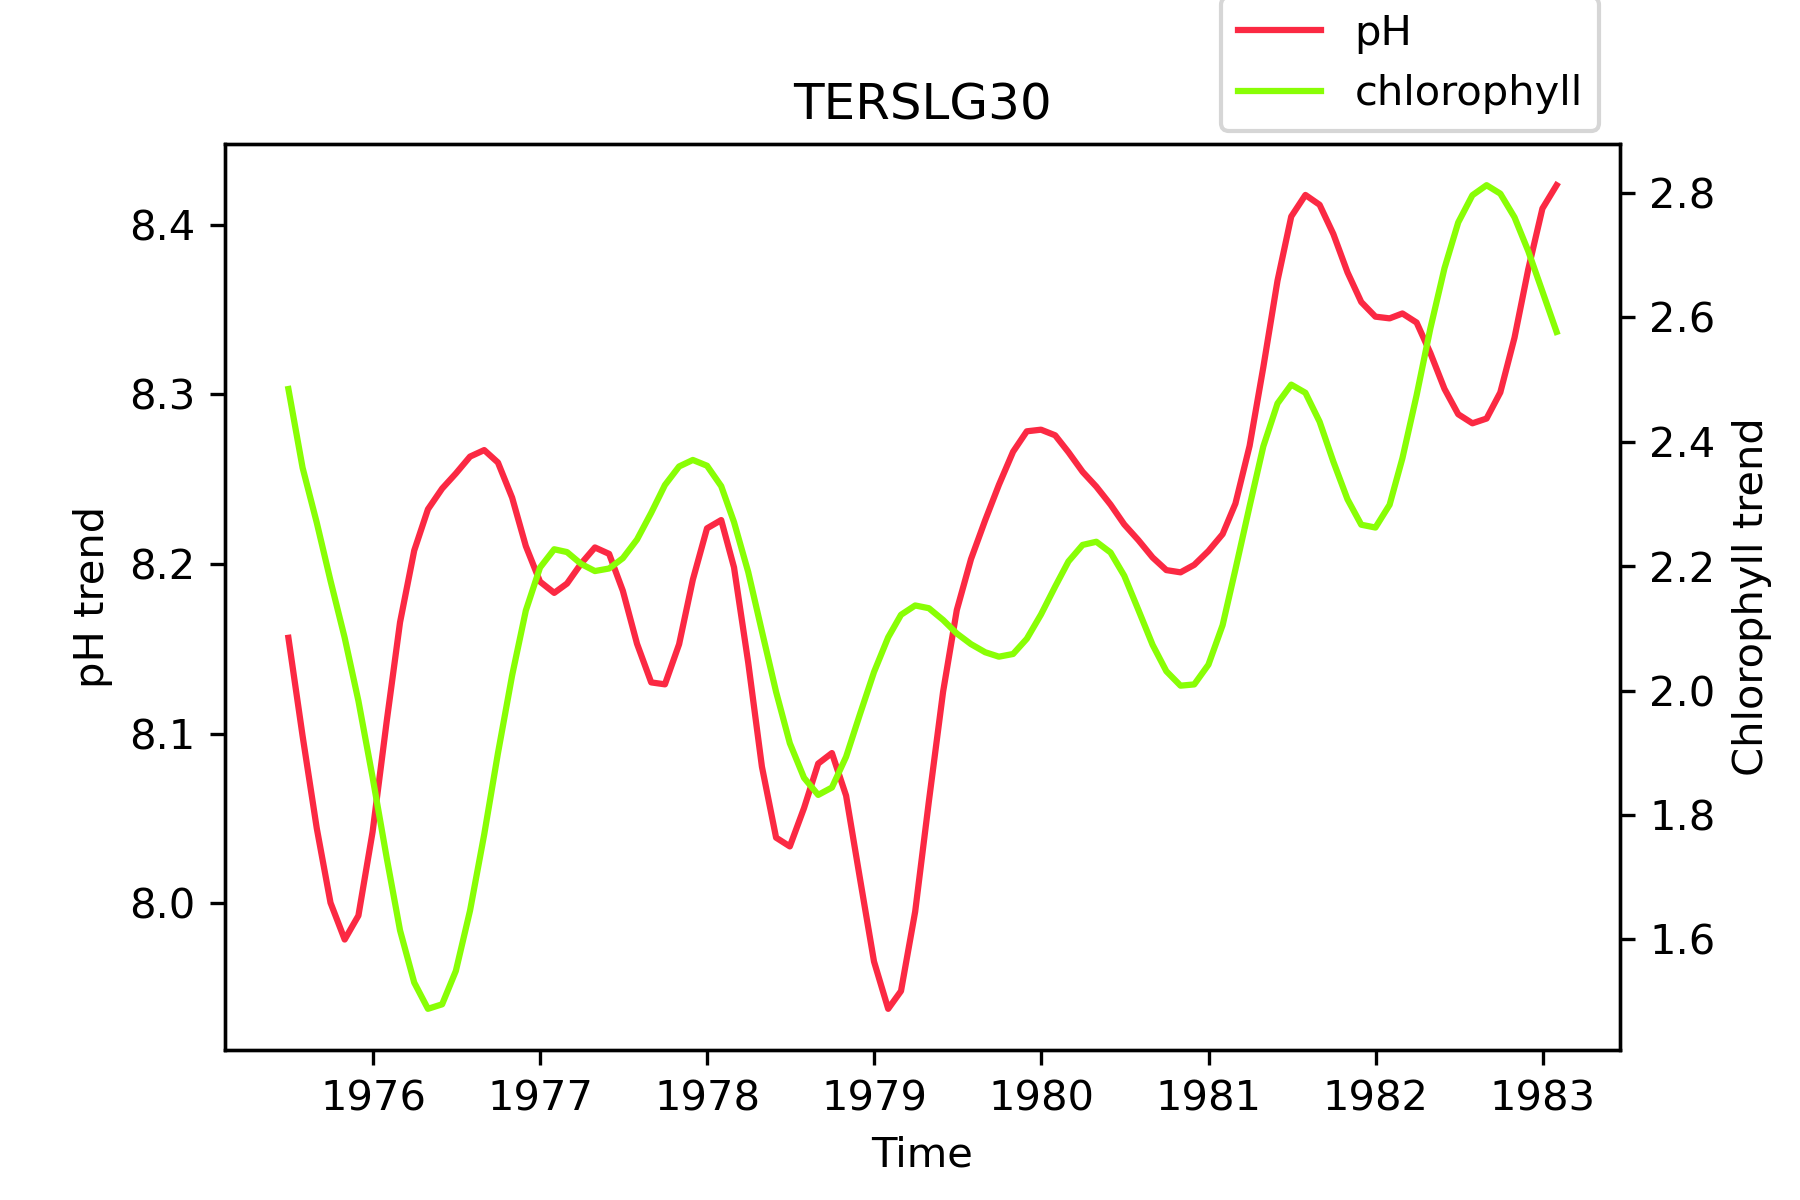 pH
chlorophyll
TERSLG30
8.4
8.3
8.2
8.1
8.0
pH trend
2.8
2.6
2.4
2.2
2.0
1.8
1.6
Chlorophyll trend
1976 1977 1978 1979 1980 1981 1982 1983
Time